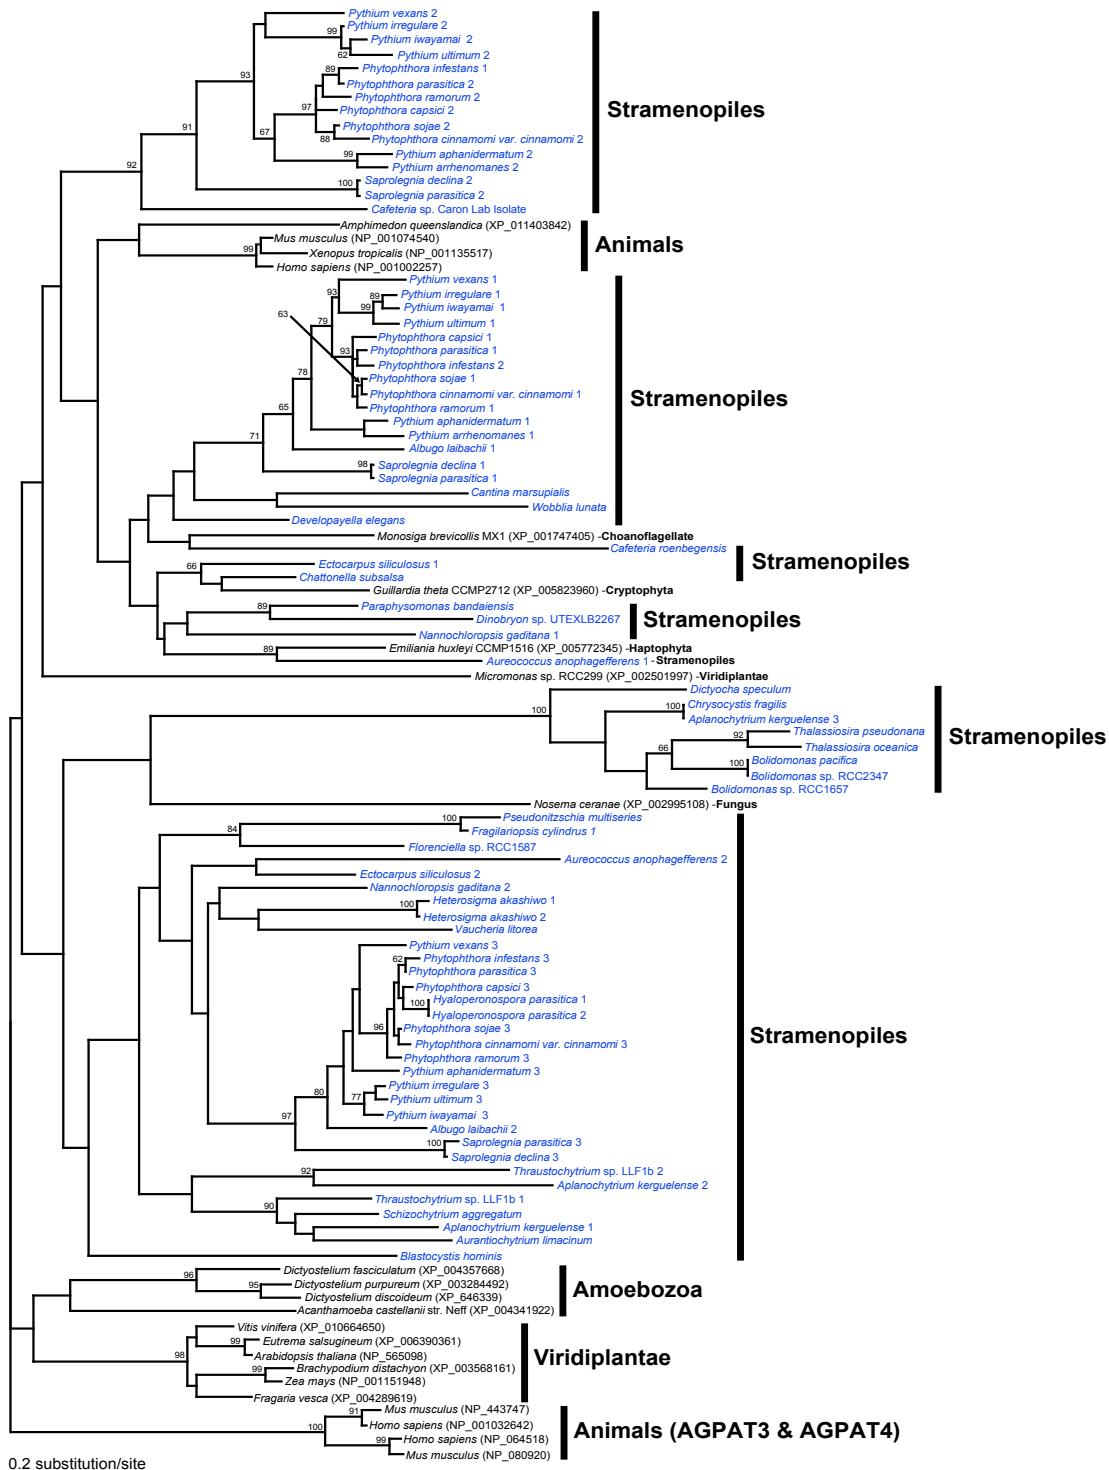 Pythium vexans 2
Pythium irregulare 2
99
Pythium iwayamai 2
62
Pythium ultimum 2
93
89
Phytophthora infestans 1
Phytophthora parasitica 2
Phytophthora ramorum 2
97
Phytophthora capsici 2
Stramenopiles
91
Phytophthora sojae 2
67
88
Phytophthora cinnamomi var. cinnamomi 2
99
Pythium aphanidermatum 2
92
Pythium arrhenomanes 2
100
Saprolegnia declina 2
Saprolegnia parasitica 2
Cafeteria sp. Caron Lab Isolate
Amphimedon queenslandica (XP_011403842)
Mus musculus (NP_001074540)
99
Animals
Xenopus tropicalis (NP_001135517)
Homo sapiens (NP_001002257)
Pythium vexans 1
93
89
Pythium irregulare 1
99
Pythium iwayamai 1
63
79
Pythium ultimum 1
Phytophthora capsici 1
93
Phytophthora parasitica 1
Phytophthora infestans 2
78
Phytophthora sojae 1
Phytophthora cinnamomi var. cinnamomi 1
Stramenopiles
65
Phytophthora ramorum 1
Pythium aphanidermatum 1
71
Pythium arrhenomanes 1
Albugo laibachii 1
98
Saprolegnia declina 1
Saprolegnia parasitica 1
Cantina marsupialis
Wobblia lunata
Developayella elegans
Monosiga brevicollis MX1 (XP_001747405) -Choanoflagellate
Cafeteria roenbegensis
Stramenopiles
66
Ectocarpus siliculosus 1
Chattonella subsalsa
Guillardia theta CCMP2712 (XP_005823960) -Cryptophyta
89
Paraphysomonas bandaiensis
Dinobryon sp. UTEXLB2267
Stramenopiles
Nannochloropsis gaditana 1
89
Emiliania huxleyi CCMP1516 (XP_005772345) -Haptophyta
Aureococcus anophagefferens 1 -Stramenopiles
Micromonas sp. RCC299 (XP_002501997) -Viridiplantae
Dictyocha speculum
100
100
Chrysocystis fragilis
Aplanochytrium kerguelense 3
92
Thalassiosira pseudonana
Stramenopiles
66
Thalassiosira oceanica
100
Bolidomonas pacifica
Bolidomonas sp. RCC2347
Bolidomonas sp. RCC1657
Nosema ceranae (XP_002995108) -Fungus
100
Pseudonitzschia multiseries
84
Fragilariopsis cylindrus 1
Florenciella sp. RCC1587
Aureococcus anophagefferens 2
Ectocarpus siliculosus 2
Nannochloropsis gaditana 2
100
Heterosigma akashiwo 1
Heterosigma akashiwo 2
Vaucheria litorea
Pythium vexans 3
62
Phytophthora infestans 3
Phytophthora parasitica 3
Phytophthora capsici 3
100
Hyaloperonospora parasitica 1
Hyaloperonospora parasitica 2
96
Phytophthora sojae 3
Stramenopiles
Phytophthora cinnamomi var. cinnamomi 3
Phytophthora ramorum 3
Pythium aphanidermatum 3
80
Pythium irregulare 3
77
Pythium ultimum 3
97
Pythium iwayamai 3
Albugo laibachii 2
100
Saprolegnia parasitica 3
Saprolegnia declina 3
92
Thraustochytrium sp. LLF1b 2
Aplanochytrium kerguelense 2
90
Thraustochytrium sp. LLF1b 1
Schizochytrium aggregatum
Aplanochytrium kerguelense 1
Aurantiochytrium limacinum
Blastocystis hominis
96
Dictyostelium fasciculatum (XP_004357668)
95
Dictyostelium purpureum (XP_003284492)
Amoebozoa
Dictyostelium discoideum (XP_646339)
Acanthamoeba castellanii str. Neff (XP_004341922)
Vitis vinifera (XP_010664650)
99
Eutrema salsugineum (XP_006390361)
98
Arabidopsis thaliana (NP_565098)
Viridiplantae
99
Brachypodium distachyon (XP_003568161)
Zea mays (NP_001151948)
Fragaria vesca (XP_004289619)
91
Mus musculus (NP_443747)
100
Homo sapiens (NP_001032642)
Animals (AGPAT3 & AGPAT4)
99
Homo sapiens (NP_064518)
Mus musculus (NP_080920)
0.2 substitution/site